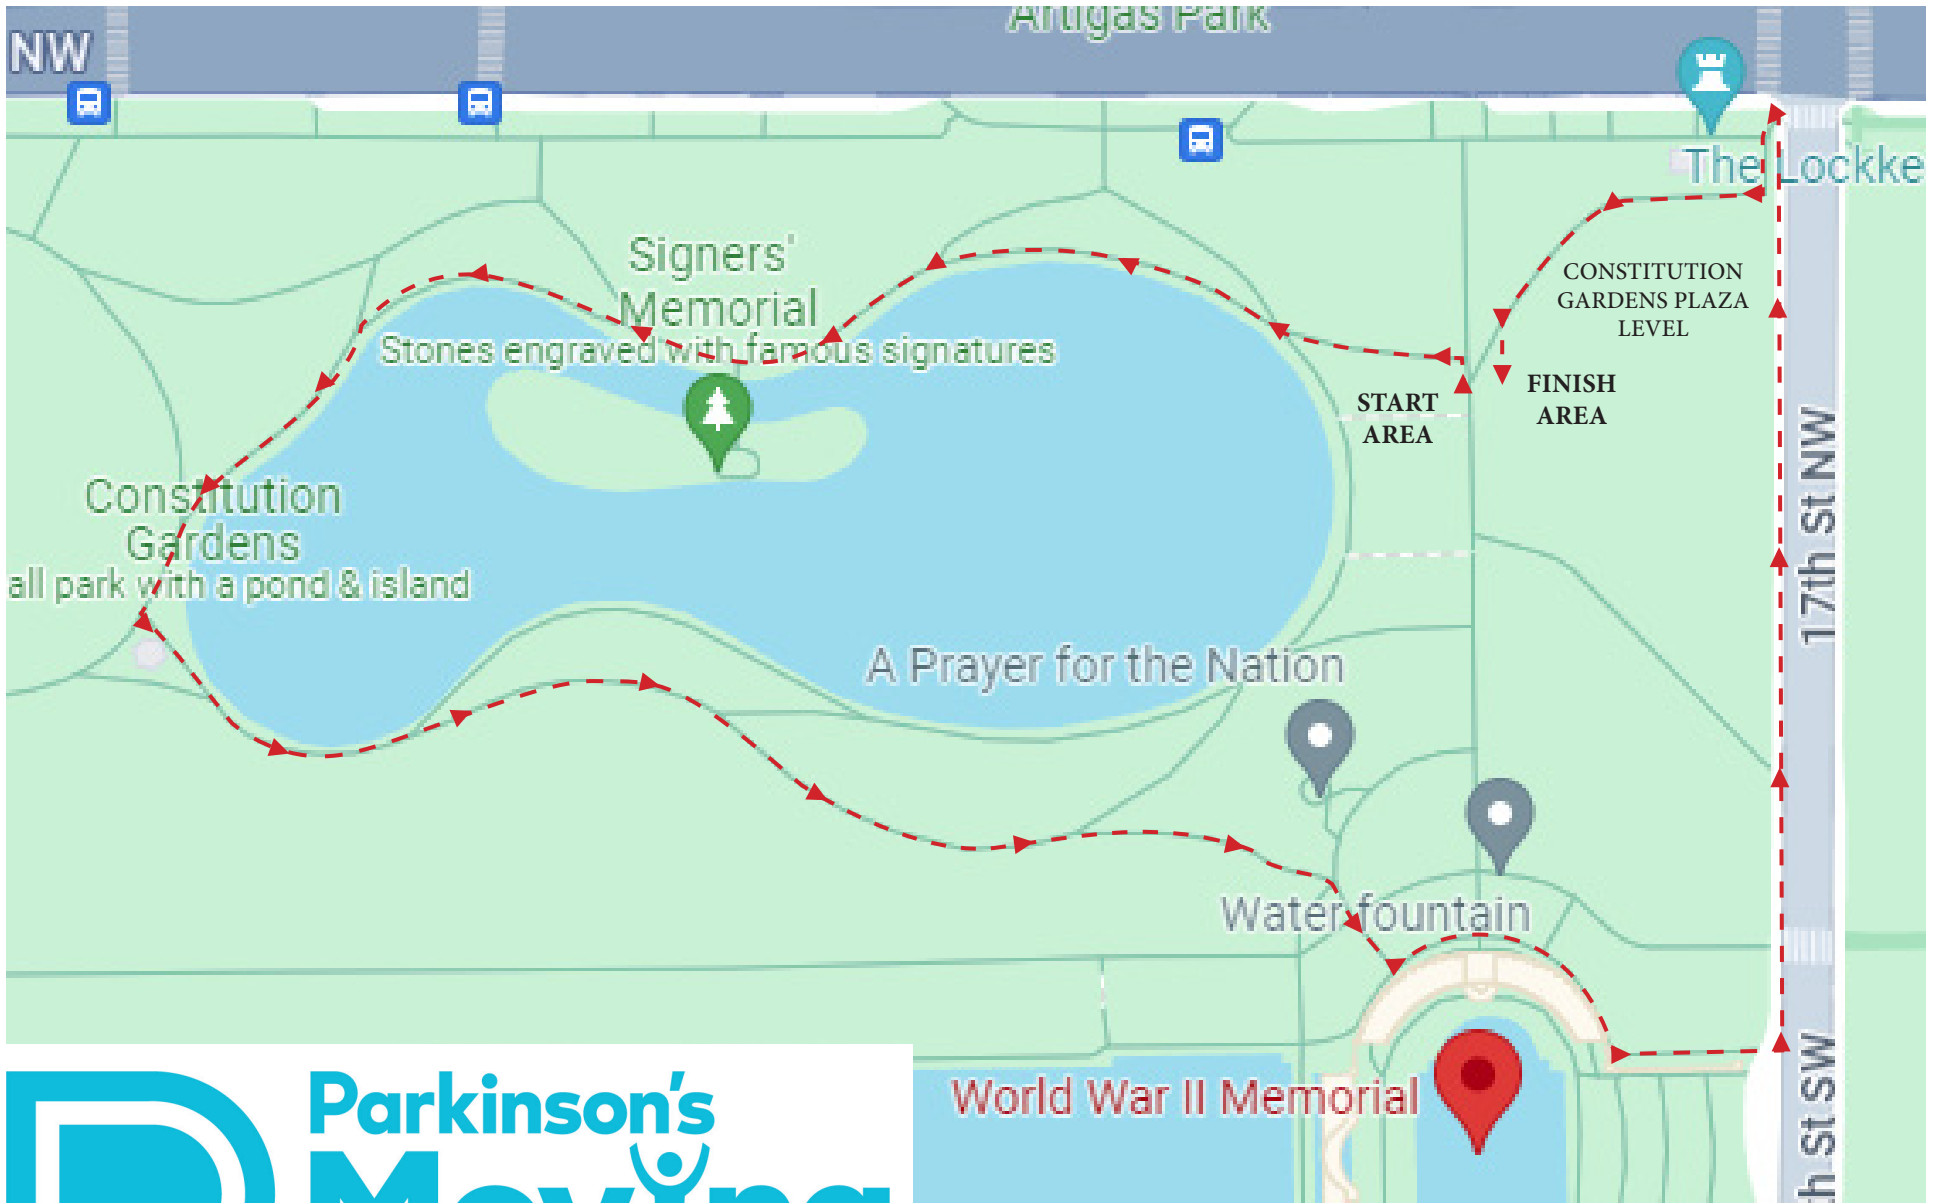 Artigas Park
NW
The Lockke
Signers'
Memorial
Stones engraved with famous signatures
CONSTITUTION
GARDENS PLAZA
LEVEL
START
AREA
FINISH
AREA
17th St NW
Constitution
Gardens
all park with a pond & island
A Prayer for the Nation
Water fountain
World War II Memorial
h St SW
Parkinson's
Moving